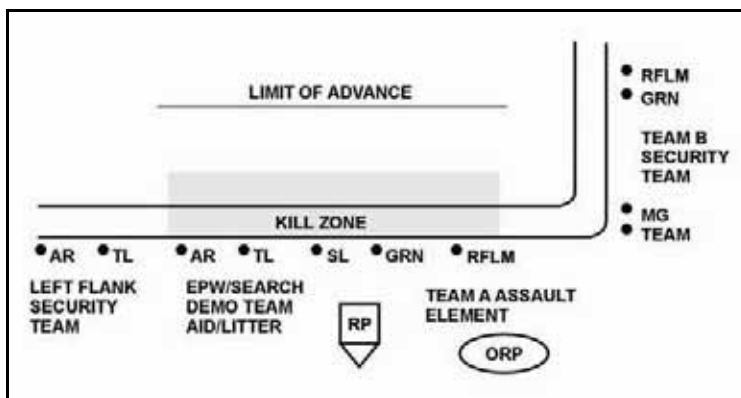 LIMIT OF ADVANCE
RFLM
GRN
TEAM B
SECURITY
TEAM
MG
TEAM
KILL ZONE
AR
TL
AR
TL
SL
GRN
RFLM
LEFT FLANK
SECURITY
TEAM
EPW/SEARCH
DEMO TEAM
AID/LITTER
RP
TEAM A ASSAULT
ELEMENT
ORP